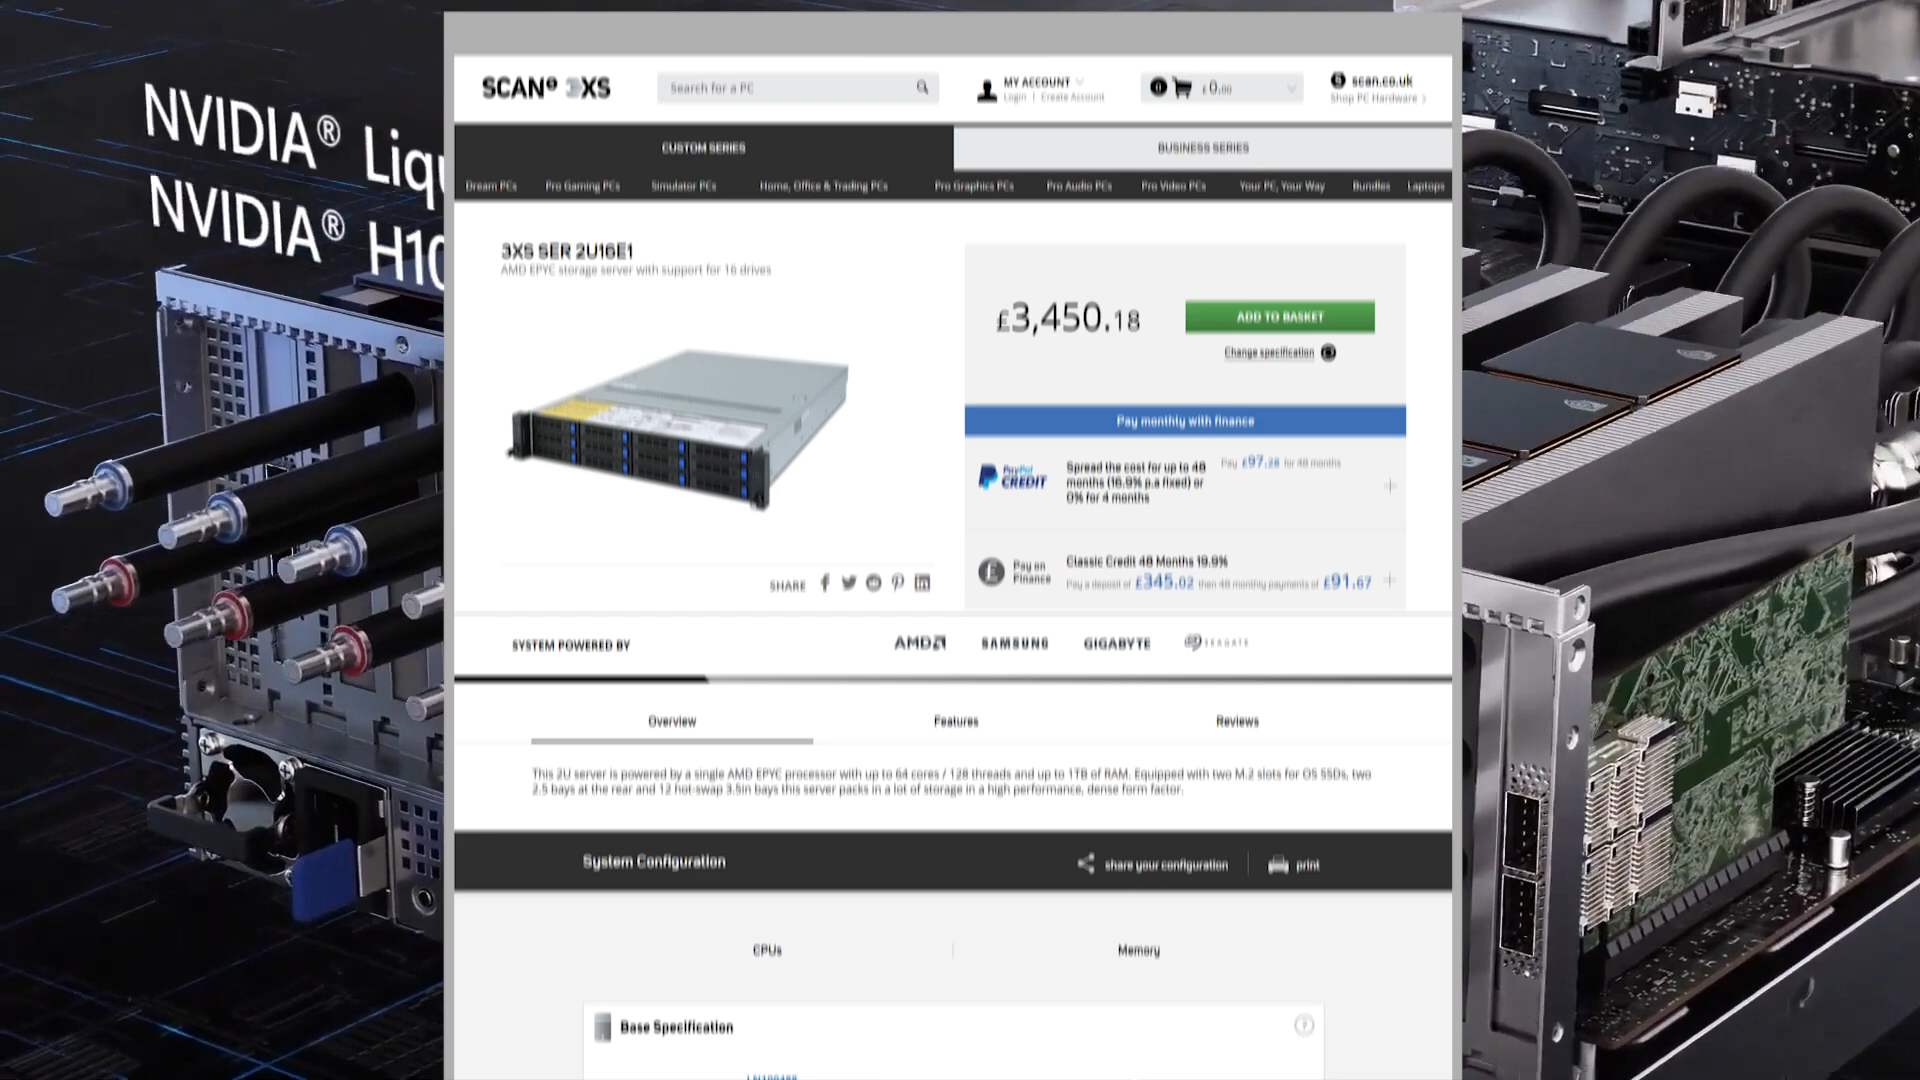 NVIDIA® Liqu
NVIDIA® H10
SCAN 3XS
Search for a PC
MY ACCOUNT
Login | Create Account
0
£0.00
scan.co.uk
Shop PC Hardware >
CUSTOM SERIES
BUSINESS SERIES
Dream PCs
Pro Gaming PCs
Simulator PCs
Home, Office & Trading PCs
Pro Graphics PCs
Pro Audio PCs
Pro Video PCs
Your PC, Your Way
Bundles
Laptops
3XS SER 2U16E1
AMD EPYC storage server with support for 16 drives
£3,450.18
ADD TO BASKET
Change specification
Pay monthly with finance
PayPal
CREDIT
Spread the cost for up to 48
months (16.9% p.a fixed) or
0% for 4 months
Pay £97.28 for 48 months
£
Pay on
Finance
Classic Credit 48 Months 19.9%
Pay a deposit of £345.02 then 48 monthly payments of £91.67
SHARE
SYSTEM POWERED BY
AMD
SAMSUNG
GIGABYTE
SEAGATE
Overview
Features
Reviews
This 2U server is powered by a single AMD EPYC processor with up to 64 cores / 128 threads and up to 1TB of RAM. Equipped with two M.2 slots for OS SSDs, two
2.5 bays at the rear and 12 hot-swap 3.5in bays this server packs in a lot of storage in a high performance, dense form factor.
System Configuration
share your configuration
print
CPUs
Memory
Base Specification
?